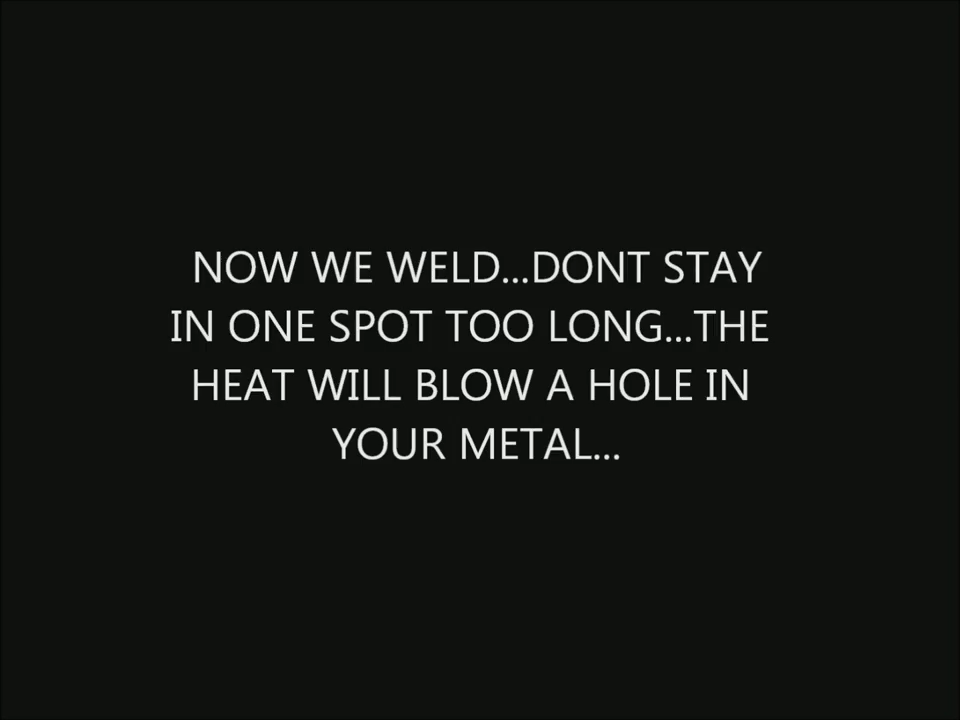 NOW WE WELD...DONT STAY
IN ONE SPOT TOO LONG...THE
HEAT WILL BLOW A HOLE IN
YOUR METAL...